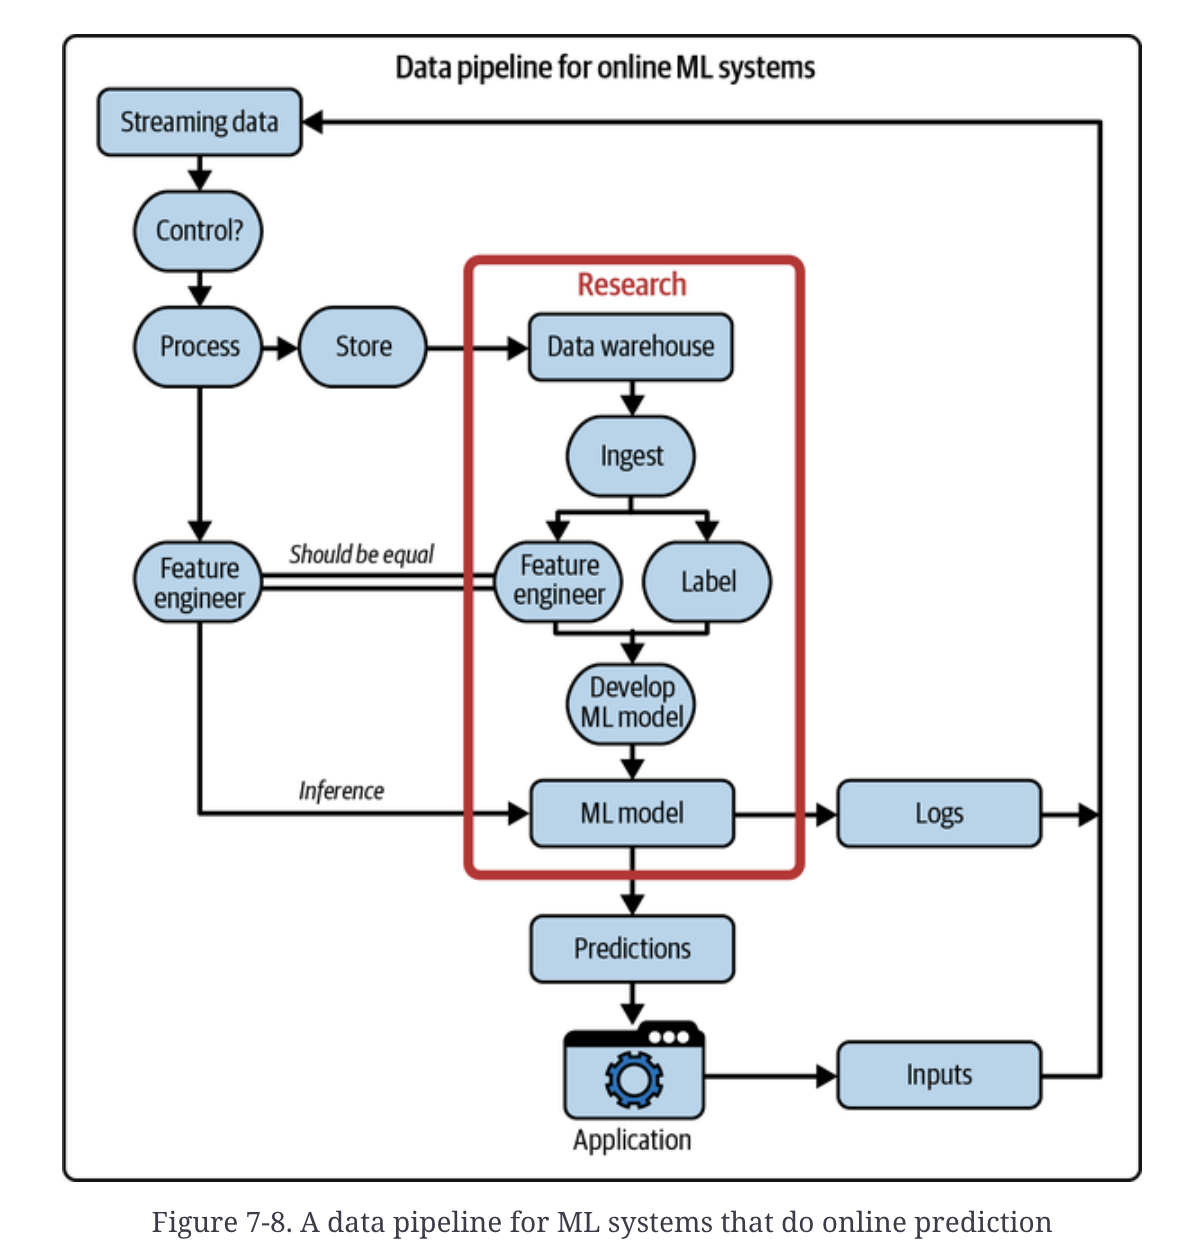 Data pipeline for online ML systems
Streaming data
Control?
Research
Process
Store
Data warehouse
Ingest
Should be equal
Feature
engineer
Feature
engineer
Label
Develop
ML model
Inference
ML model
Logs
Predictions
Inputs
Application
Figure 7-8. A data pipeline for ML systems that do online prediction